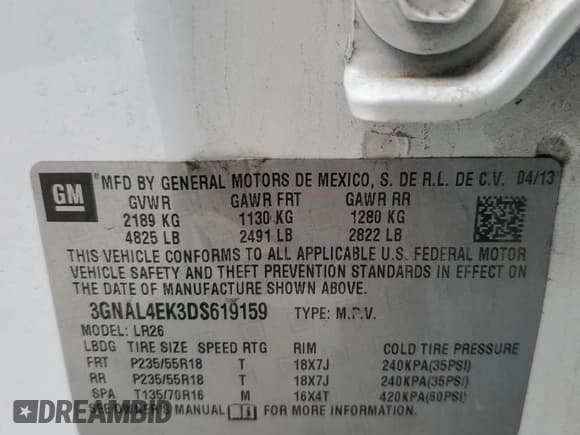 GM ® MFD BY GENERAL MOTORS DE MEXICO, S. DE R.L. DE C.V. 04/13
GVWR GAWR FRT GAWR RR
2189 KG 1130 KG 1280 KG
4825 LB 2491 LB 2822 LB
THIS VEHICLE CONFORMS TO ALL APPLICABLE U.S. FEDERAL MOTOR
VEHICLE SAFETY AND THEFT PREVENTION STANDARDS IN EFFECT ON
THE DATE OF MANUFACTURE SHOWN ABOVE.
3GNAL4EK3DS619159 TYPE: M.P.V.
MODEL: LR26
LBDG TIRE SIZE SPEED RTG RIM COLD TIRE PRESSURE
FRT P235/55R18 T 18X7J 240KPA(35PSI)
RR P235/55R18 T 18X7J 240KPA(35PSI)
SPA T135/70R16 M 16X4T 420KPA(60PSI)
SEE OWNER'S MANUAL FOR MORE INFORMATION.
DREAMBID